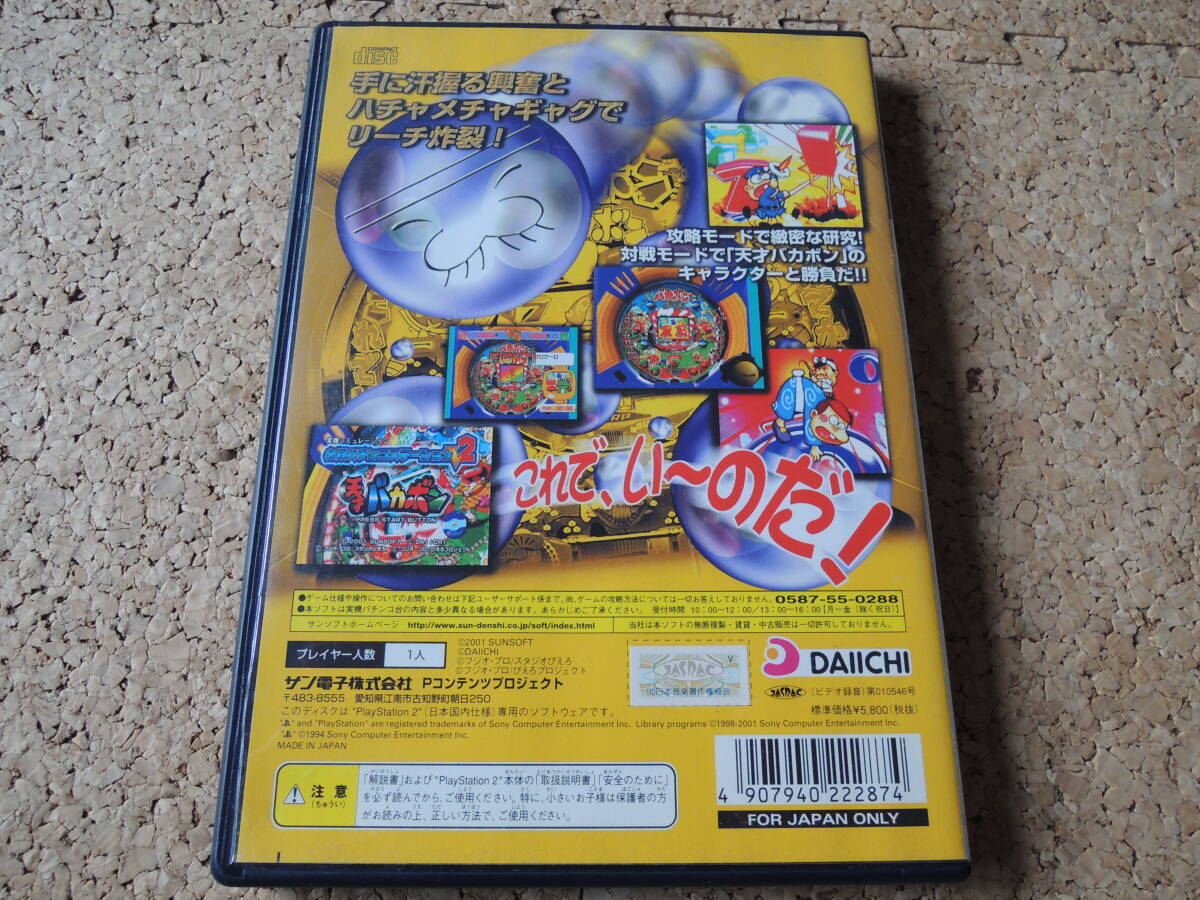 COMPACT
disc
手に汗握る興奮と
ハチャメチャギャグで
リーチ炸裂！
攻略モードで緻密な研究！
対戦モードで「天才バカボン」の
キャラクターと勝負だ!!
実機シミュレーション
2
天才バカボン
PRESS START BUTTON
©2001 SUNSOFT ©DAIICHI
これで、い〜のだ！
●ゲーム仕様や操作についてのお問い合わせは下記ユーザーサポート係まで。尚、ゲームの攻略方法については一切お答えしておりません。0587-55-0288
●本ソフトは実機パチンコ台の内容と多少異なる場合があります。あらかじめご了承ください。 受付時間 10：00〜12：00／13：00〜16：00【月〜金（除く祝日）】
サンソフトホームページ http://www.sun-denshi.co.jp/soft/index.html 当社は本ソフトの無断複製・賃貸・中古販売は一切許可しておりません。
©2001 SUNSOFT
©DAIICHI
©フジオ・プロ/スタジオぴえろ
©フジオ・プロ/ぴえろプロジェクト
プレイヤー人数 1人
V
JASRAC
DAIICHI
サン電子株式会社 Pコンテンツプロジェクト
〒483-8555 愛知県江南市古知野町朝日250
JASRAC （ビデオ録音）第010546号
このディスクは"PlayStation 2"（日本国内仕様）専用のソフトウェアです。
標準価格¥5,800（税抜）
" and "PlayStation" are registered trademarks of Sony Computer Entertainment Inc. Library programs ©1998-2001 Sony Computer Entertainment Inc.
" ©1994 Sony Computer Entertainment Inc.
MADE IN JAPAN
注意
（ちゅうい）
「解説書」および"PlayStation 2"本体の「取扱説明書」「安全のために」
を必ず読んでから、ご使用ください。特に、小さいお子様は保護者の方
がお読みの上、正しい方法で、ご使用ください。
4 907940 222874
FOR JAPAN ONLY